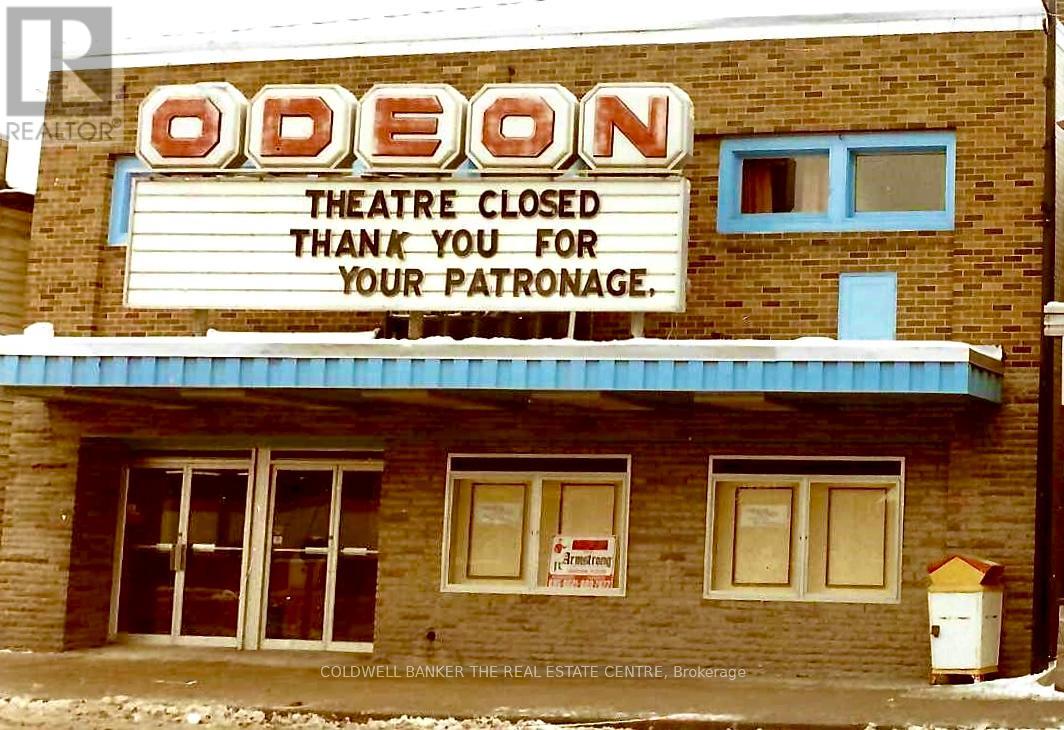 R
REALTOR®
ODEON
THEATRE CLOSED
THANK YOU FOR
YOUR PATRONAGE.
Armstrong
COLDWELL BANKER THE REAL ESTATE CENTRE, Brokerage